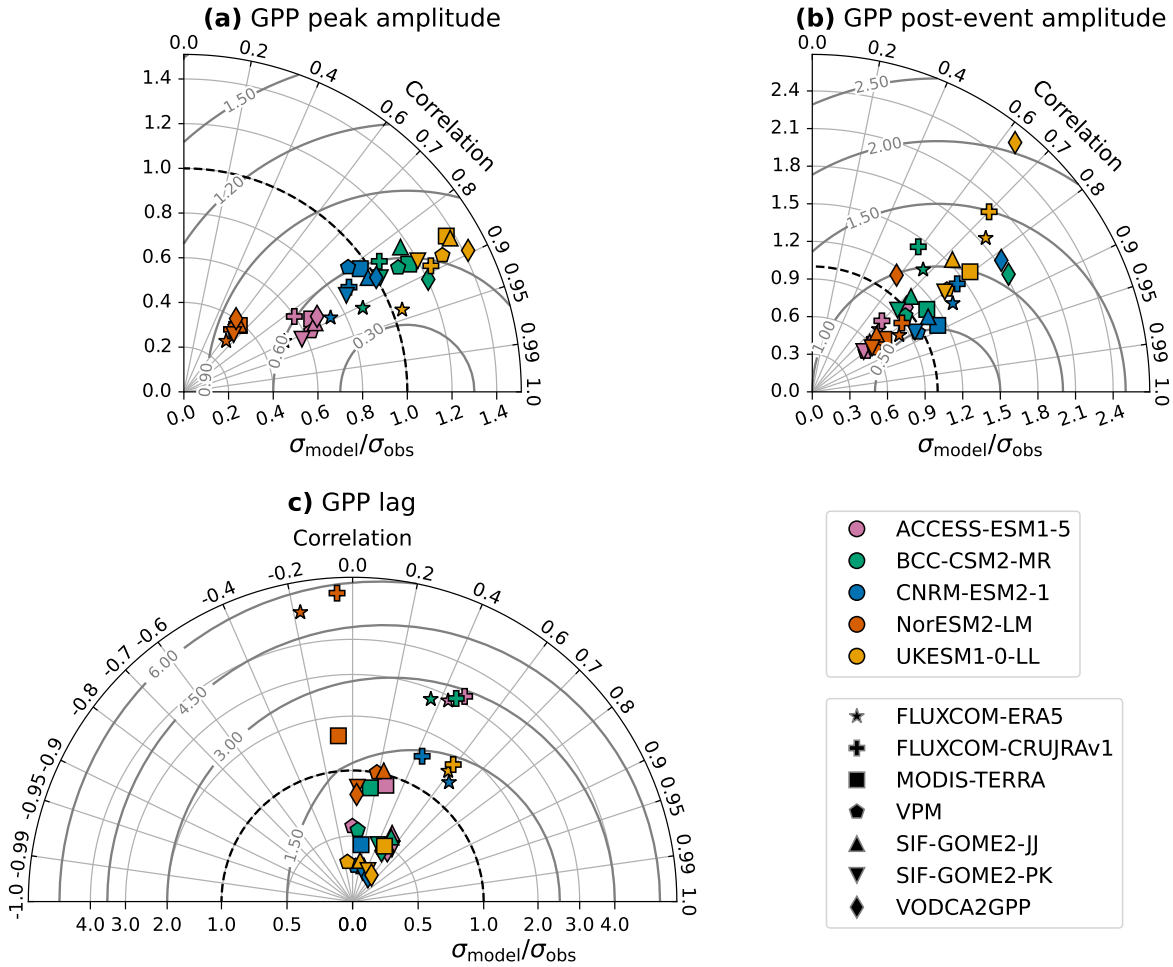 (a) GPP peak amplitude
0.0
0.2
0.4
0.6
0.7
0.8
0.9
0.95
0.99
1.0
Correlation
1.4
1.2
1.0
0.8
0.6
0.4
0.2
0.0
1.50
1.20
0.90
0.60
0.30
0.0 0.2 0.4 0.6 0.8 1.0 1.2 1.4
σmodel/σobs
(b) GPP post-event amplitude
0.0
0.2
0.4
0.6
0.7
0.8
0.9
0.95
0.99
1.0
Correlation
2.4
2.1
1.8
1.5
1.2
0.9
0.6
0.3
0.0
2.50
2.00
1.50
1.00
0.50
0.0 0.3 0.6 0.9 1.2 1.5 1.8 2.1 2.4
σmodel/σobs
c) GPP lag
Correlation
-1.0
-0.99
-0.95
-0.9
-0.8
-0.7
-0.6
-0.4
-0.2
0.0
0.2
0.4
0.6
0.7
0.8
0.9
0.95
0.99
1.0
6.00
4.50
3.00
1.50
4.0 3.0 2.0 1.0 0.5 0.0 0.5 1.0 2.0 3.0 4.0
σmodel/σobs
ACCESS-ESM1-5
BCC-CSM2-MR
CNRM-ESM2-1
NorESM2-LM
UKESM1-0-LL
FLUXCOM-ERA5
FLUXCOM-CRUJRAv1
MODIS-TERRA
VPM
SIF-GOME2-JJ
SIF-GOME2-PK
VODCA2GPP